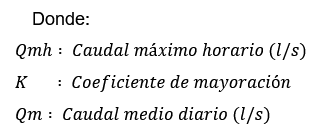 Donde:
Qmh : Caudal máximo horario (l/s)
K : Coeficiente de mayoración
Qm : Caudal medio diario (l/s)